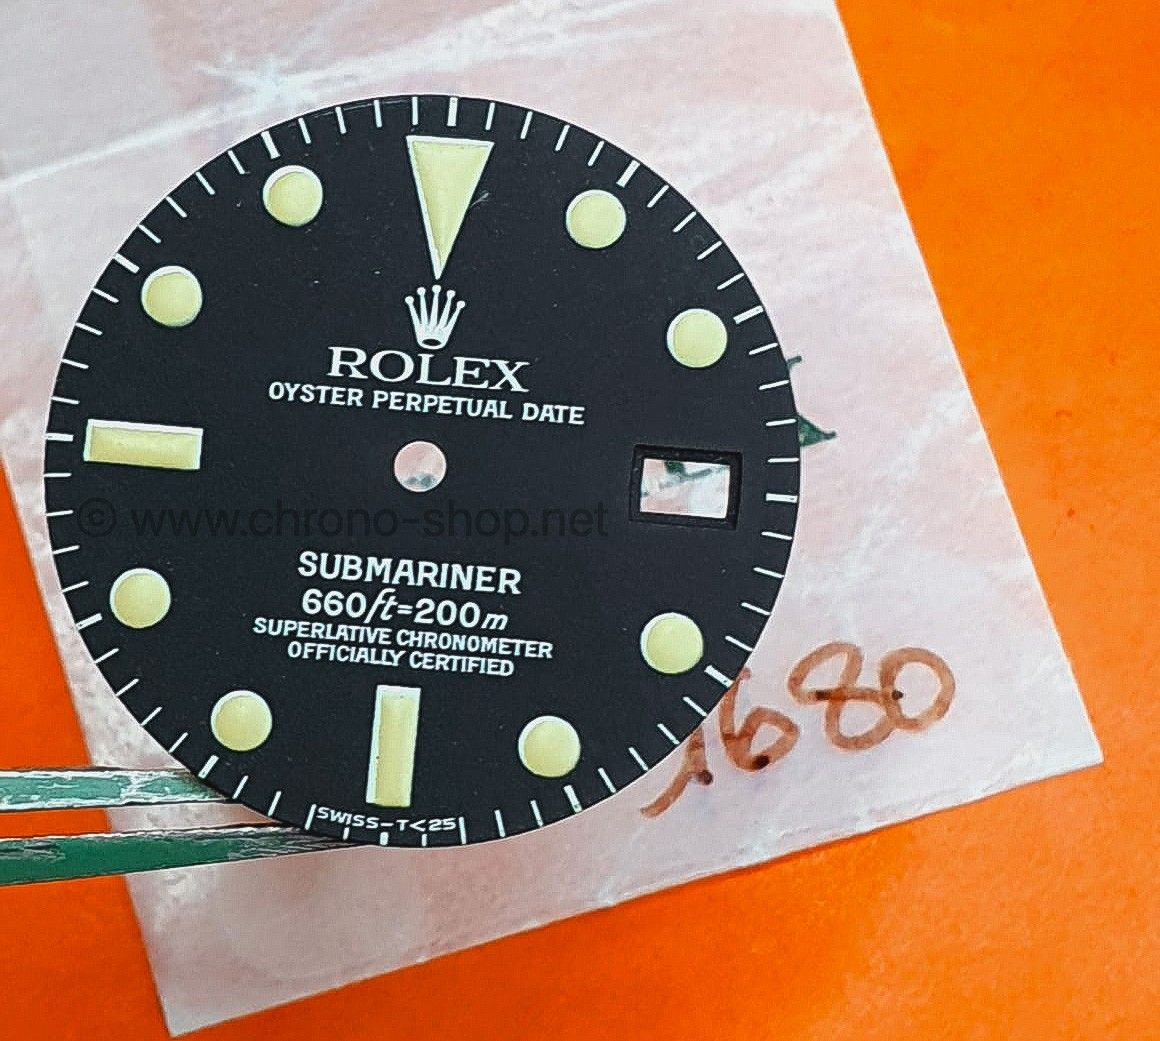 ROLEX
OYSTER PERPETUAL DATE
© www.chrono-shop.net
SUBMARINER
660ft=200m
SUPERLATIVE CHRONOMETER
OFFICIALLY CERTIFIED
SWISS-T<25
1680